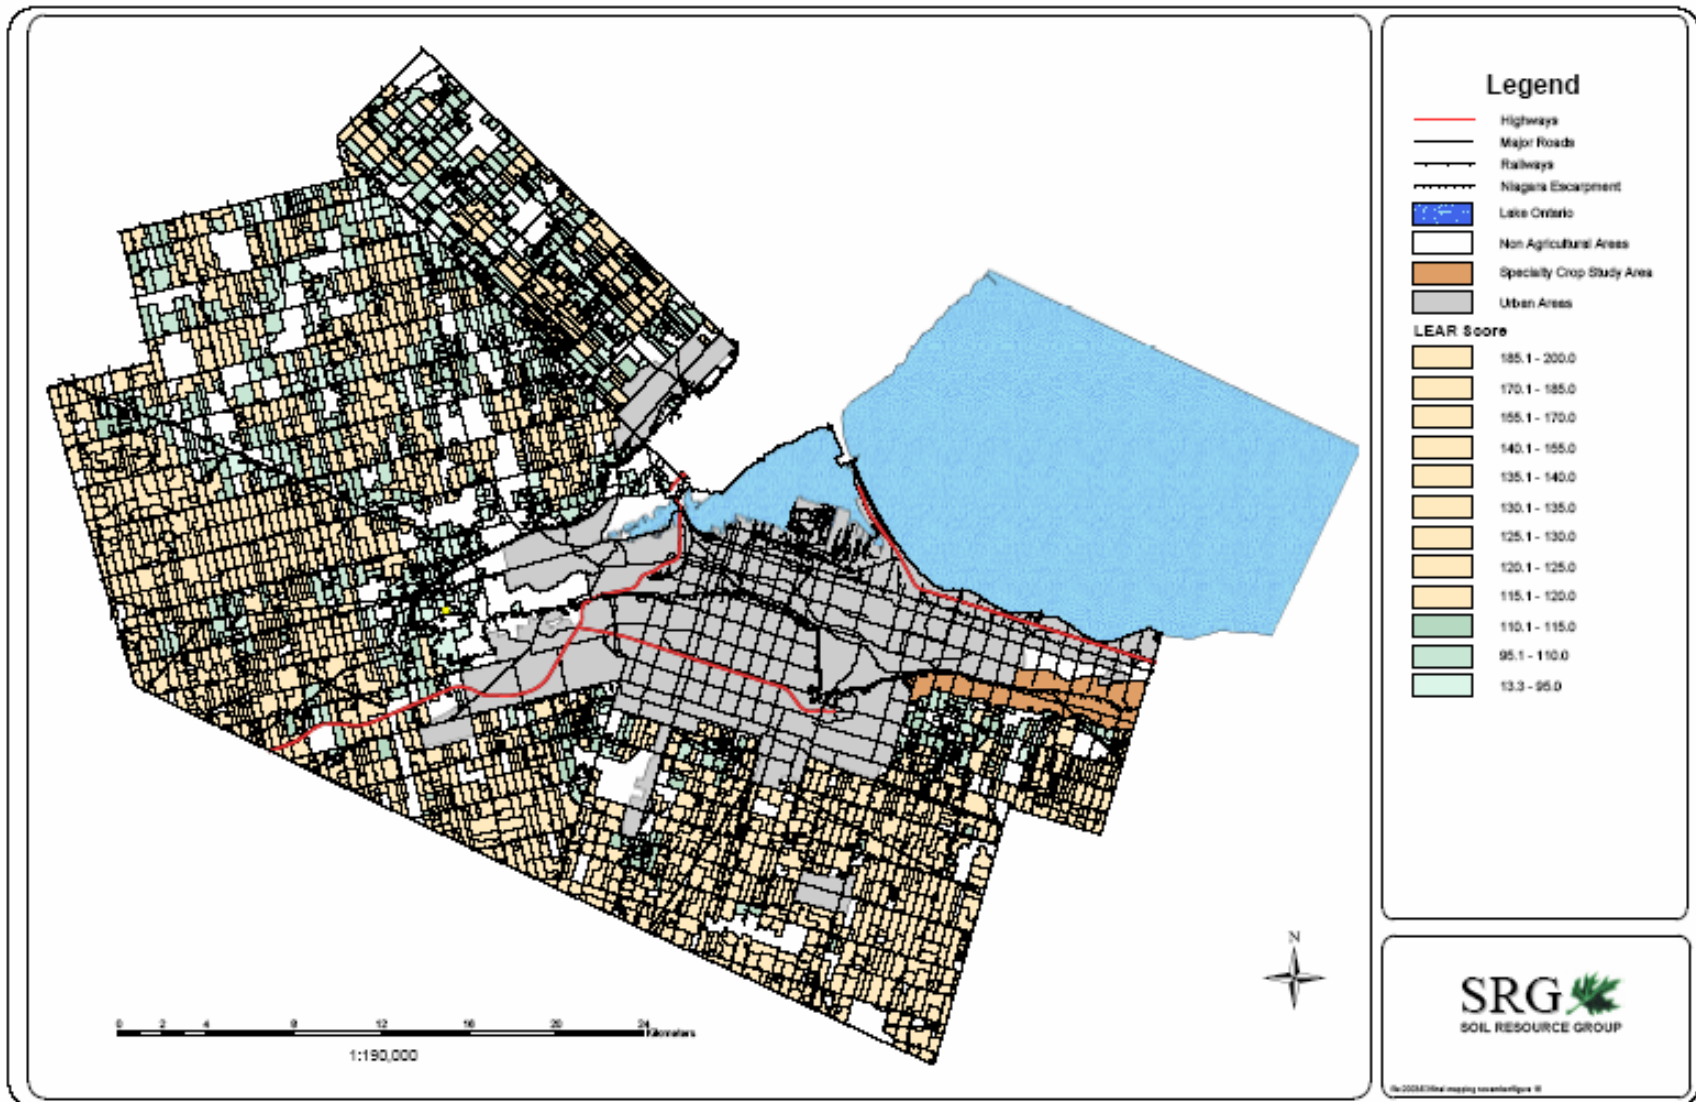 Legend
Highways
Major Roads
Railways
Niagara Escarpment
Lake Ontario
Non Agricultural Areas
Specialty Crop Study Area
Urban Areas
LEAR Score
185.1 - 200.0
170.1 - 185.0
155.1 - 170.0
140.1 - 155.0
135.1 - 140.0
130.1 - 135.0
125.1 - 130.0
120.1 - 125.0
115.1 - 120.0
110.1 - 115.0
95.1 - 110.0
13.3 - 95.0
N
0 2 4 8 12 16 20 24 Kilometers
1:190,000
SRG
SOIL RESOURCE GROUP